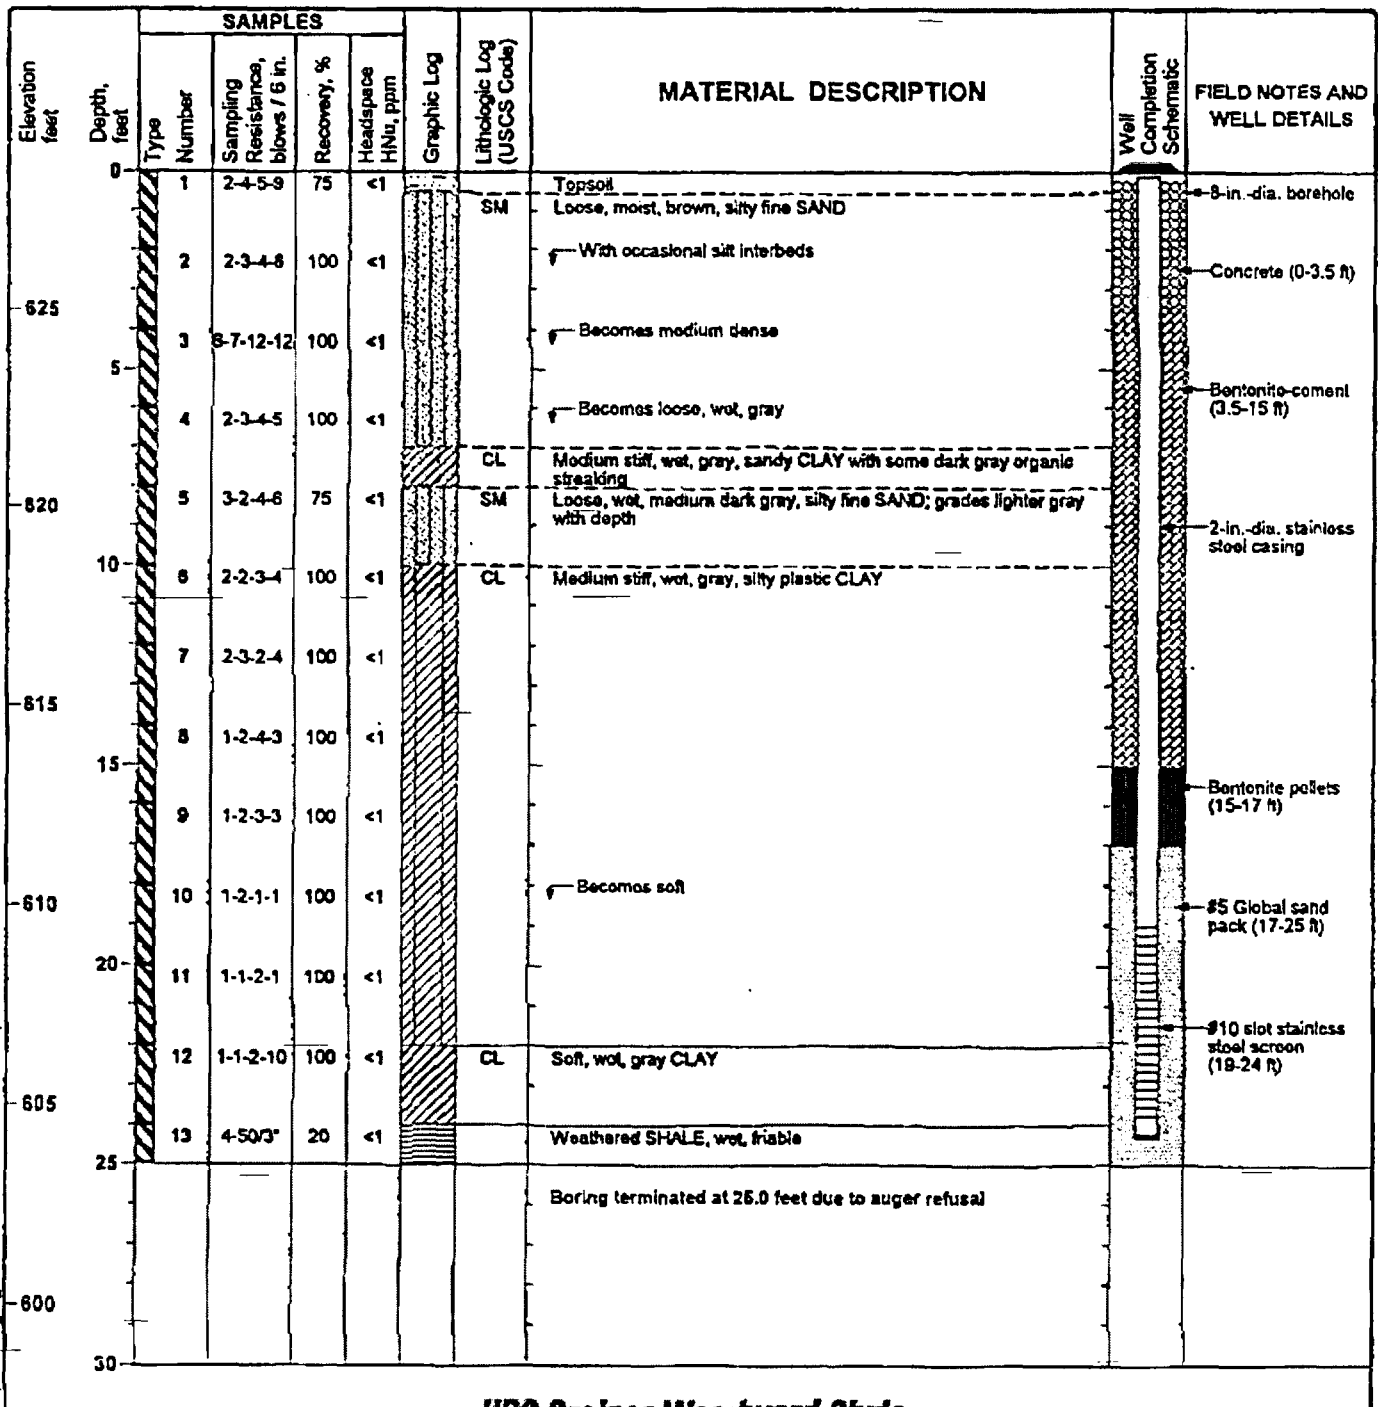 SAMPLES
Elevation feet
Depth, feet
Type
Number
Sampling Resistance, blows / 6 in.
Recovery, %
Headspace HNu, ppm
Graphic Log
Lithologic Log (USCS Code)
MATERIAL DESCRIPTION
Well Completion Schematic
FIELD NOTES AND
WELL DETAILS
0
1 2-4-5-9 75 <1 Topsoil
8-in.-dia. borehole
SM Loose, moist, brown, silty fine SAND
With occasional silt interbeds
2 2-3-4-6 100 <1
Concrete (0-3.5 ft)
625
Becomes medium dense
3 6-7-12-12 100 <1
5
Bentonite-cement
(3.5-15 ft)
Becomes loose, wet, gray
4 2-3-4-5 100 <1
CL Medium stiff, wet, gray, sandy CLAY with some dark gray organic
streaking
5 3-2-4-6 75 <1 SM Loose, wet, medium dark gray, silty fine SAND; grades lighter gray
with depth
620
2-in.-dia. stainless
steel casing
10
6 2-2-3-4 100 <1 CL Medium stiff, wet, gray, silty plastic CLAY
7 2-3-2-4 100 <1
615
8 1-2-4-3 100 <1
15
Bentonite pellets
(15-17 ft)
9 1-2-3-3 100 <1
Becomes soft
10 1-2-1-1 100 <1
610
#5 Global sand
pack (17-25 ft)
20
11 1-1-2-1 100 <1
#10 slot stainless
steel screen
(19-24 ft)
12 1-1-2-10 100 <1 CL Soft, wet, gray CLAY
605
13 4-50/3" 20 <1 Weathered SHALE, wet, friable
25
Boring terminated at 25.0 feet due to auger refusal
600
30